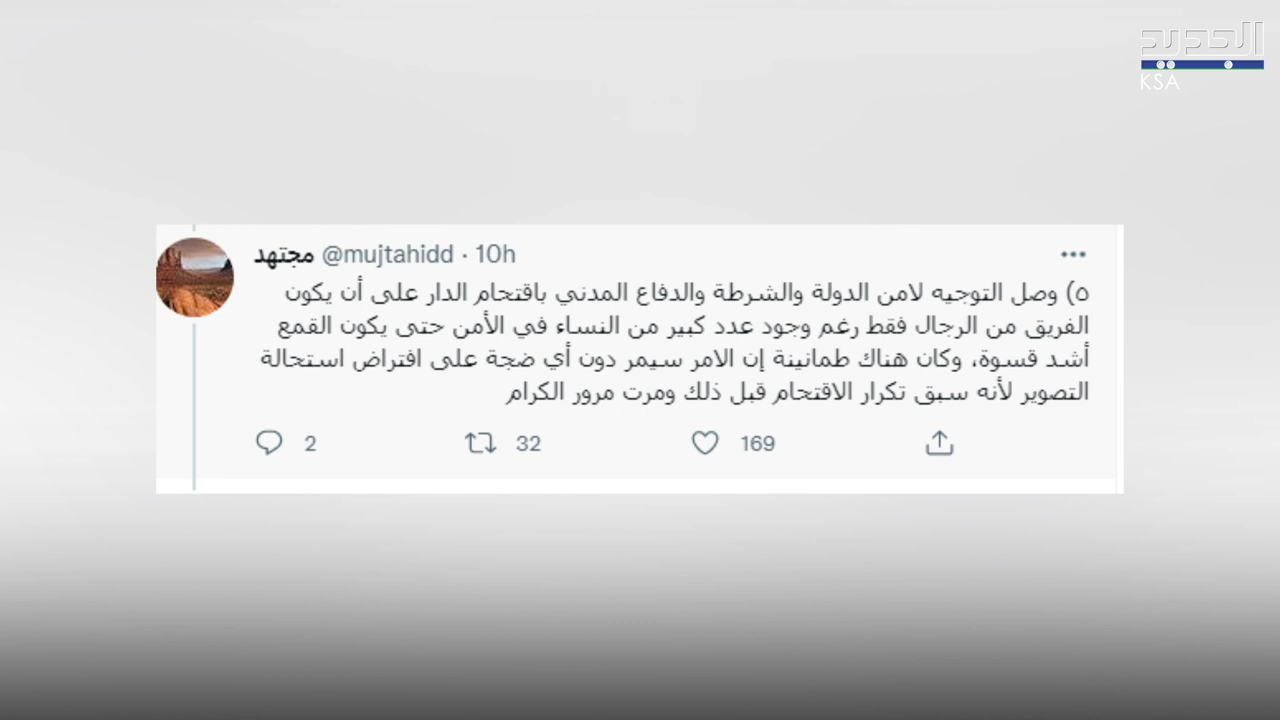 الجديد
KSA
مجتهد @mujtahidd · 10h
٥) وصل التوجيه لامن الدولة والشرطة والدفاع المدني باقتحام الدار على أن يكون
الفريق من الرجال فقط رغم وجود عدد كبير من النساء في الأمن حتى يكون القمع
أشد قسوة، وكان هناك طمانينة إن الامر سيمر دون أي ضجة على افتراض استحالة
التصوير لأنه سبق تكرار الاقتحام قبل ذلك ومرت مرور الكرام
2 32 169